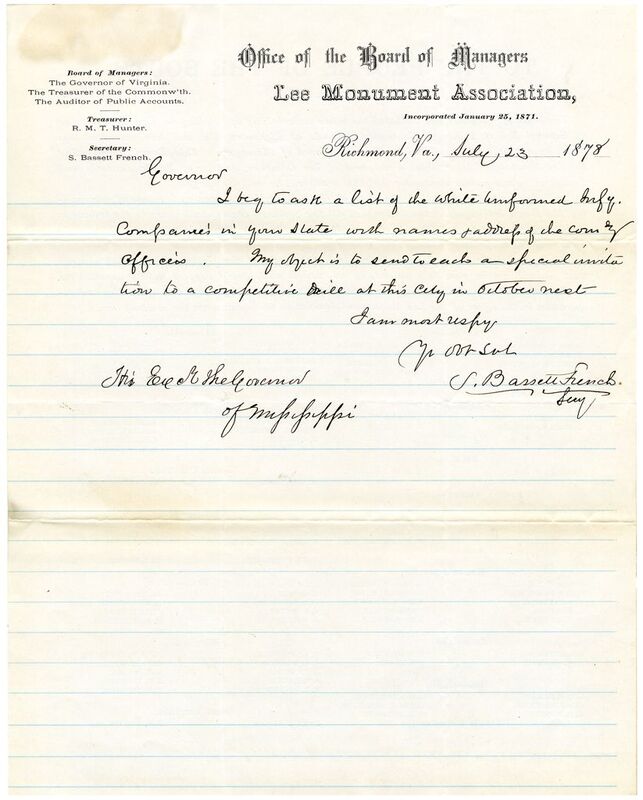 Office of the Board of Managers
Lee Monument Association,
Incorporated January 25, 1871.
Board of Managers:
The Governor of Virginia.
The Treasurer of the Commonw'th.
The Auditor of Public Accounts.
Treasurer:
R. M. T. Hunter.
Secretary:
S. Bassett French.
Richmond, Va., July 23 1878
Governor
I beg to ask a list of the White Uniformed Infy.
Companies in your State with names & address of the Comdg
officers. My object is to send to each a special invita
tion to a competitive drill at this City in October next
I am most respy
Yr Obt Svt
S. Bassett French.
Secy
His Exc the Governor
of Mississippi